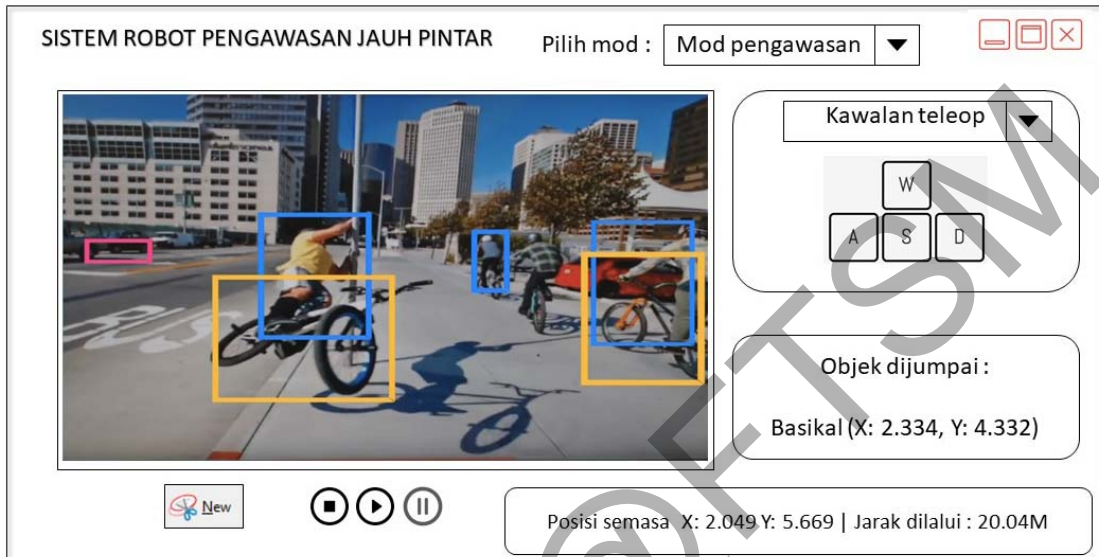 SISTEM ROBOT PENGAWASAN JAUH PINTAR
Pilih mod :
Mod pengawasan
Kawalan teleop
W
A S D
Objek dijumpai :
Basikal (X: 2.334, Y: 4.332)
New
Posisi semasa X: 2.049 Y: 5.669 | Jarak dilalui : 20.04M
@FTSM